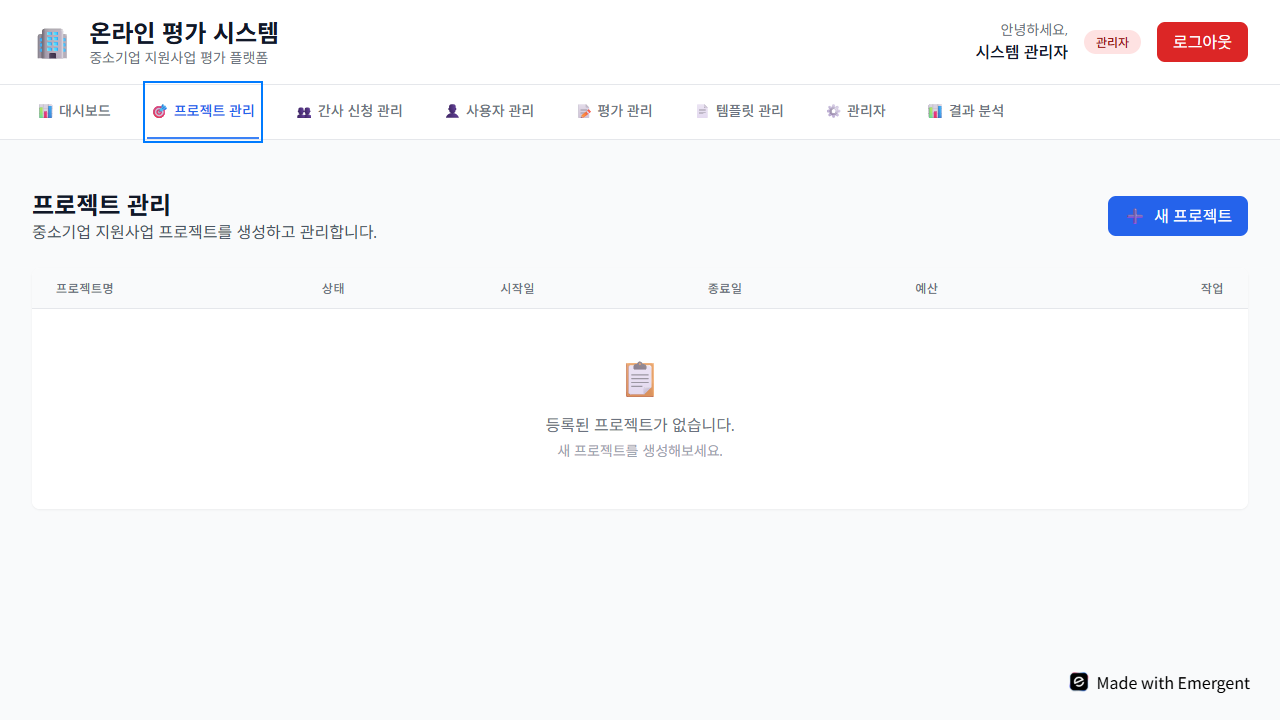 온라인 평가 시스템
중소기업 지원사업 평가 플랫폼
안녕하세요,
시스템 관리자
관리자
로그아웃
대시보드
프로젝트 관리
간사 신청 관리
사용자 관리
평가 관리
템플릿 관리
관리자
결과 분석
프로젝트 관리
중소기업 지원사업 프로젝트를 생성하고 관리합니다.
새 프로젝트
프로젝트명 상태 시작일 종료일 예산 작업
등록된 프로젝트가 없습니다.
새 프로젝트를 생성해보세요.
Made with Emergent